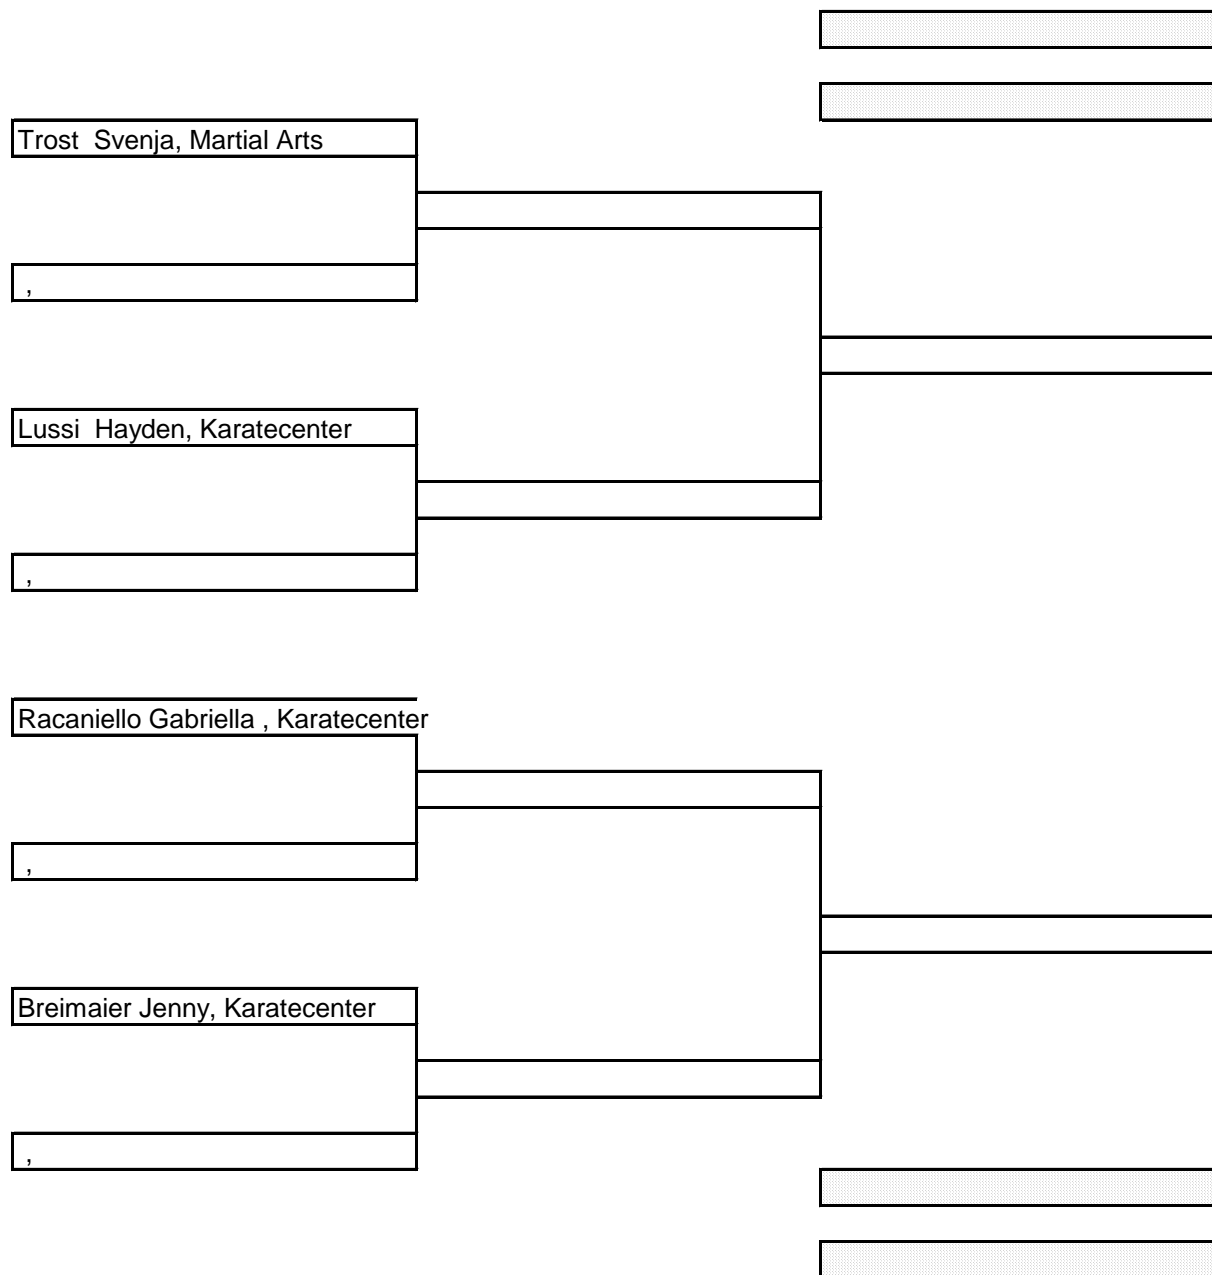 Trost  Svenja, Martial Arts
,
Lussi  Hayden, Karatecenter
,
Racaniello Gabriella , Karatecenter
,
Breimaier Jenny, Karatecenter
,